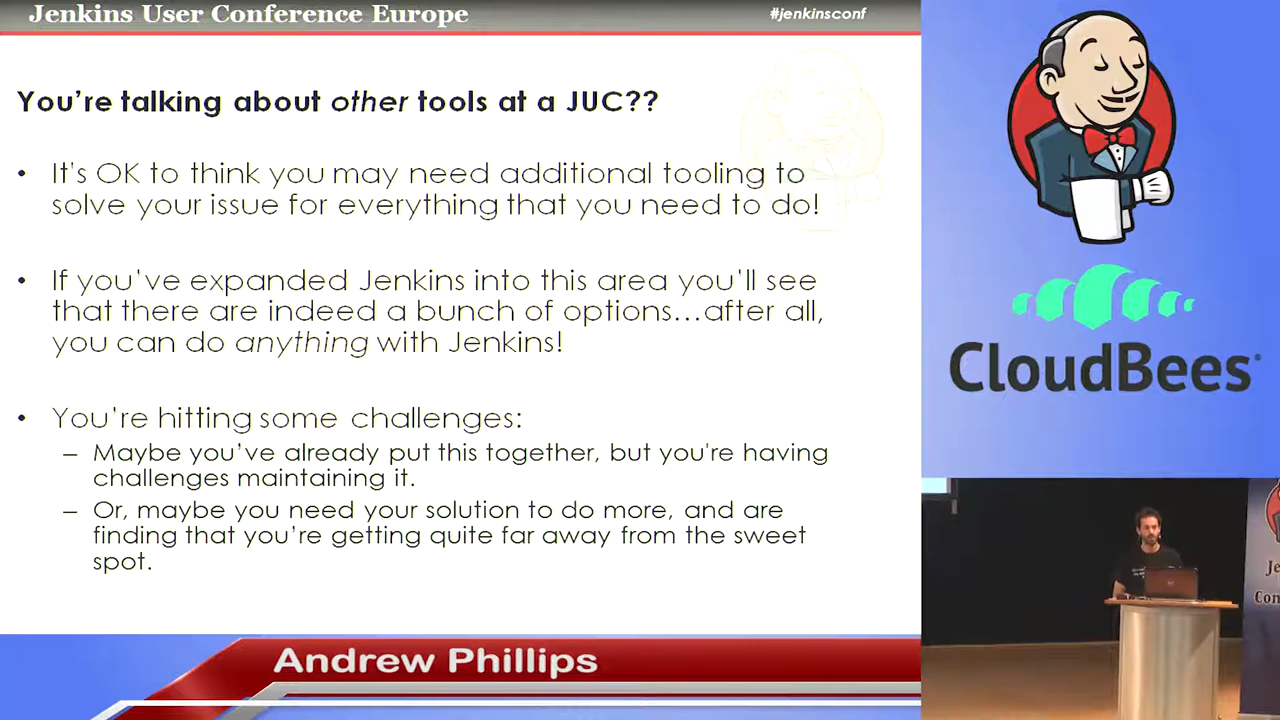 Jenkins User Conference Europe
#jenkinsconf
You're talking about other tools at a JUC??
• It's OK to think you may need additional tooling to
solve your issue for everything that you need to do!
• If you've expanded Jenkins into this area you'll see
that there are indeed a bunch of options...after all,
you can do anything with Jenkins!
• You're hitting some challenges:
– Maybe you've already put this together, but you're having
challenges maintaining it.
– Or, maybe you need your solution to do more, and are
finding that you're getting quite far away from the sweet
spot.
Andrew Phillips
CloudBees
Je
Con